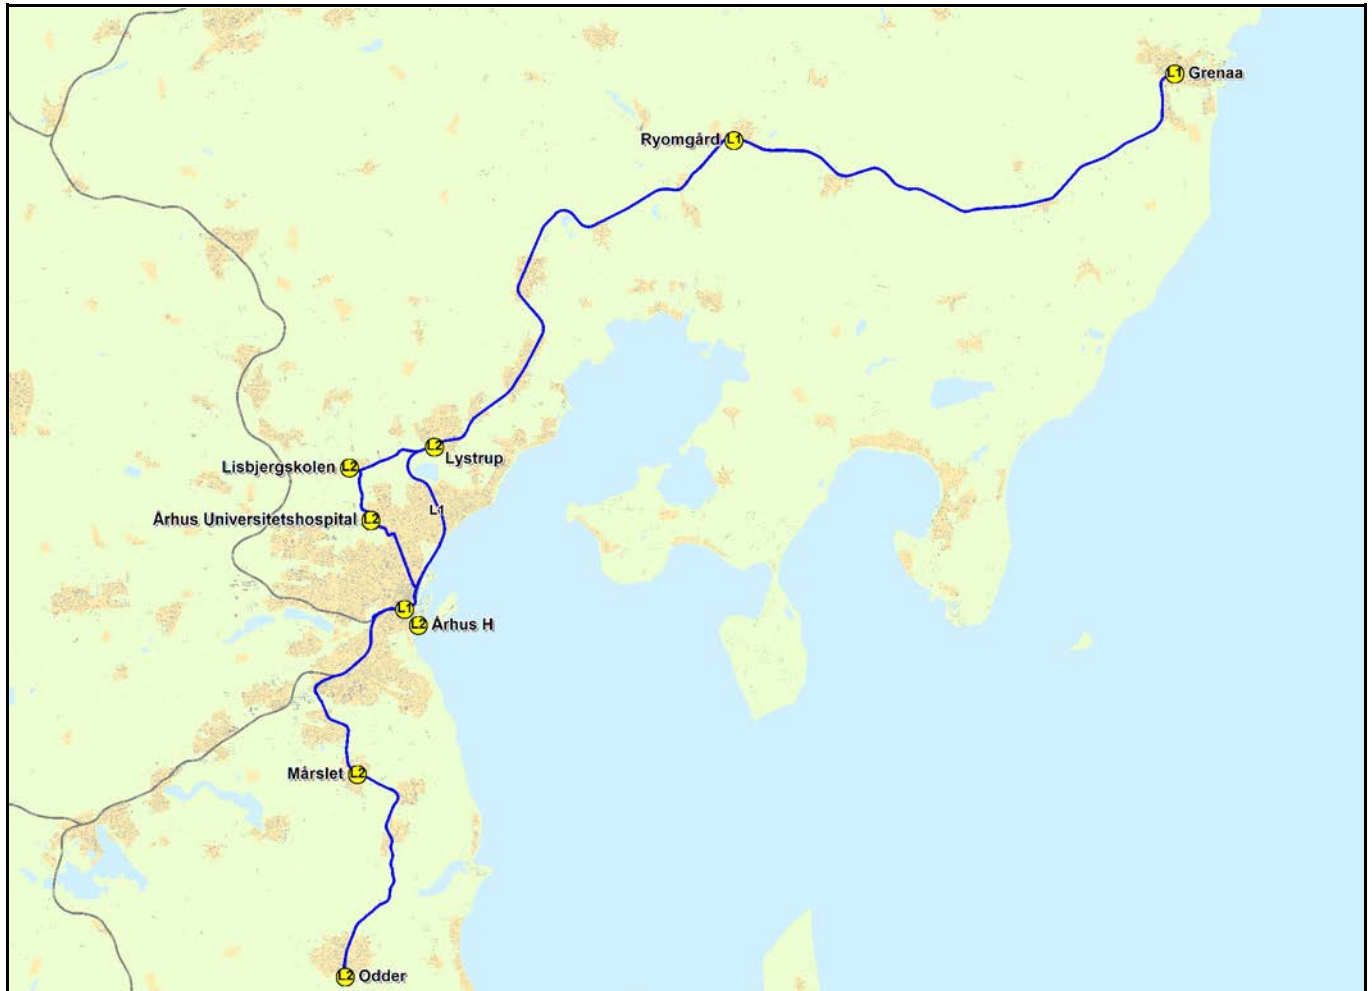 L1 Grenaa
Ryomgård L1
L2
Lystrup
Lisbjergskolen L2
L1
Århus Universitetshospital L2
L1
L2 Århus H
Mårslet L2
L2 Odder